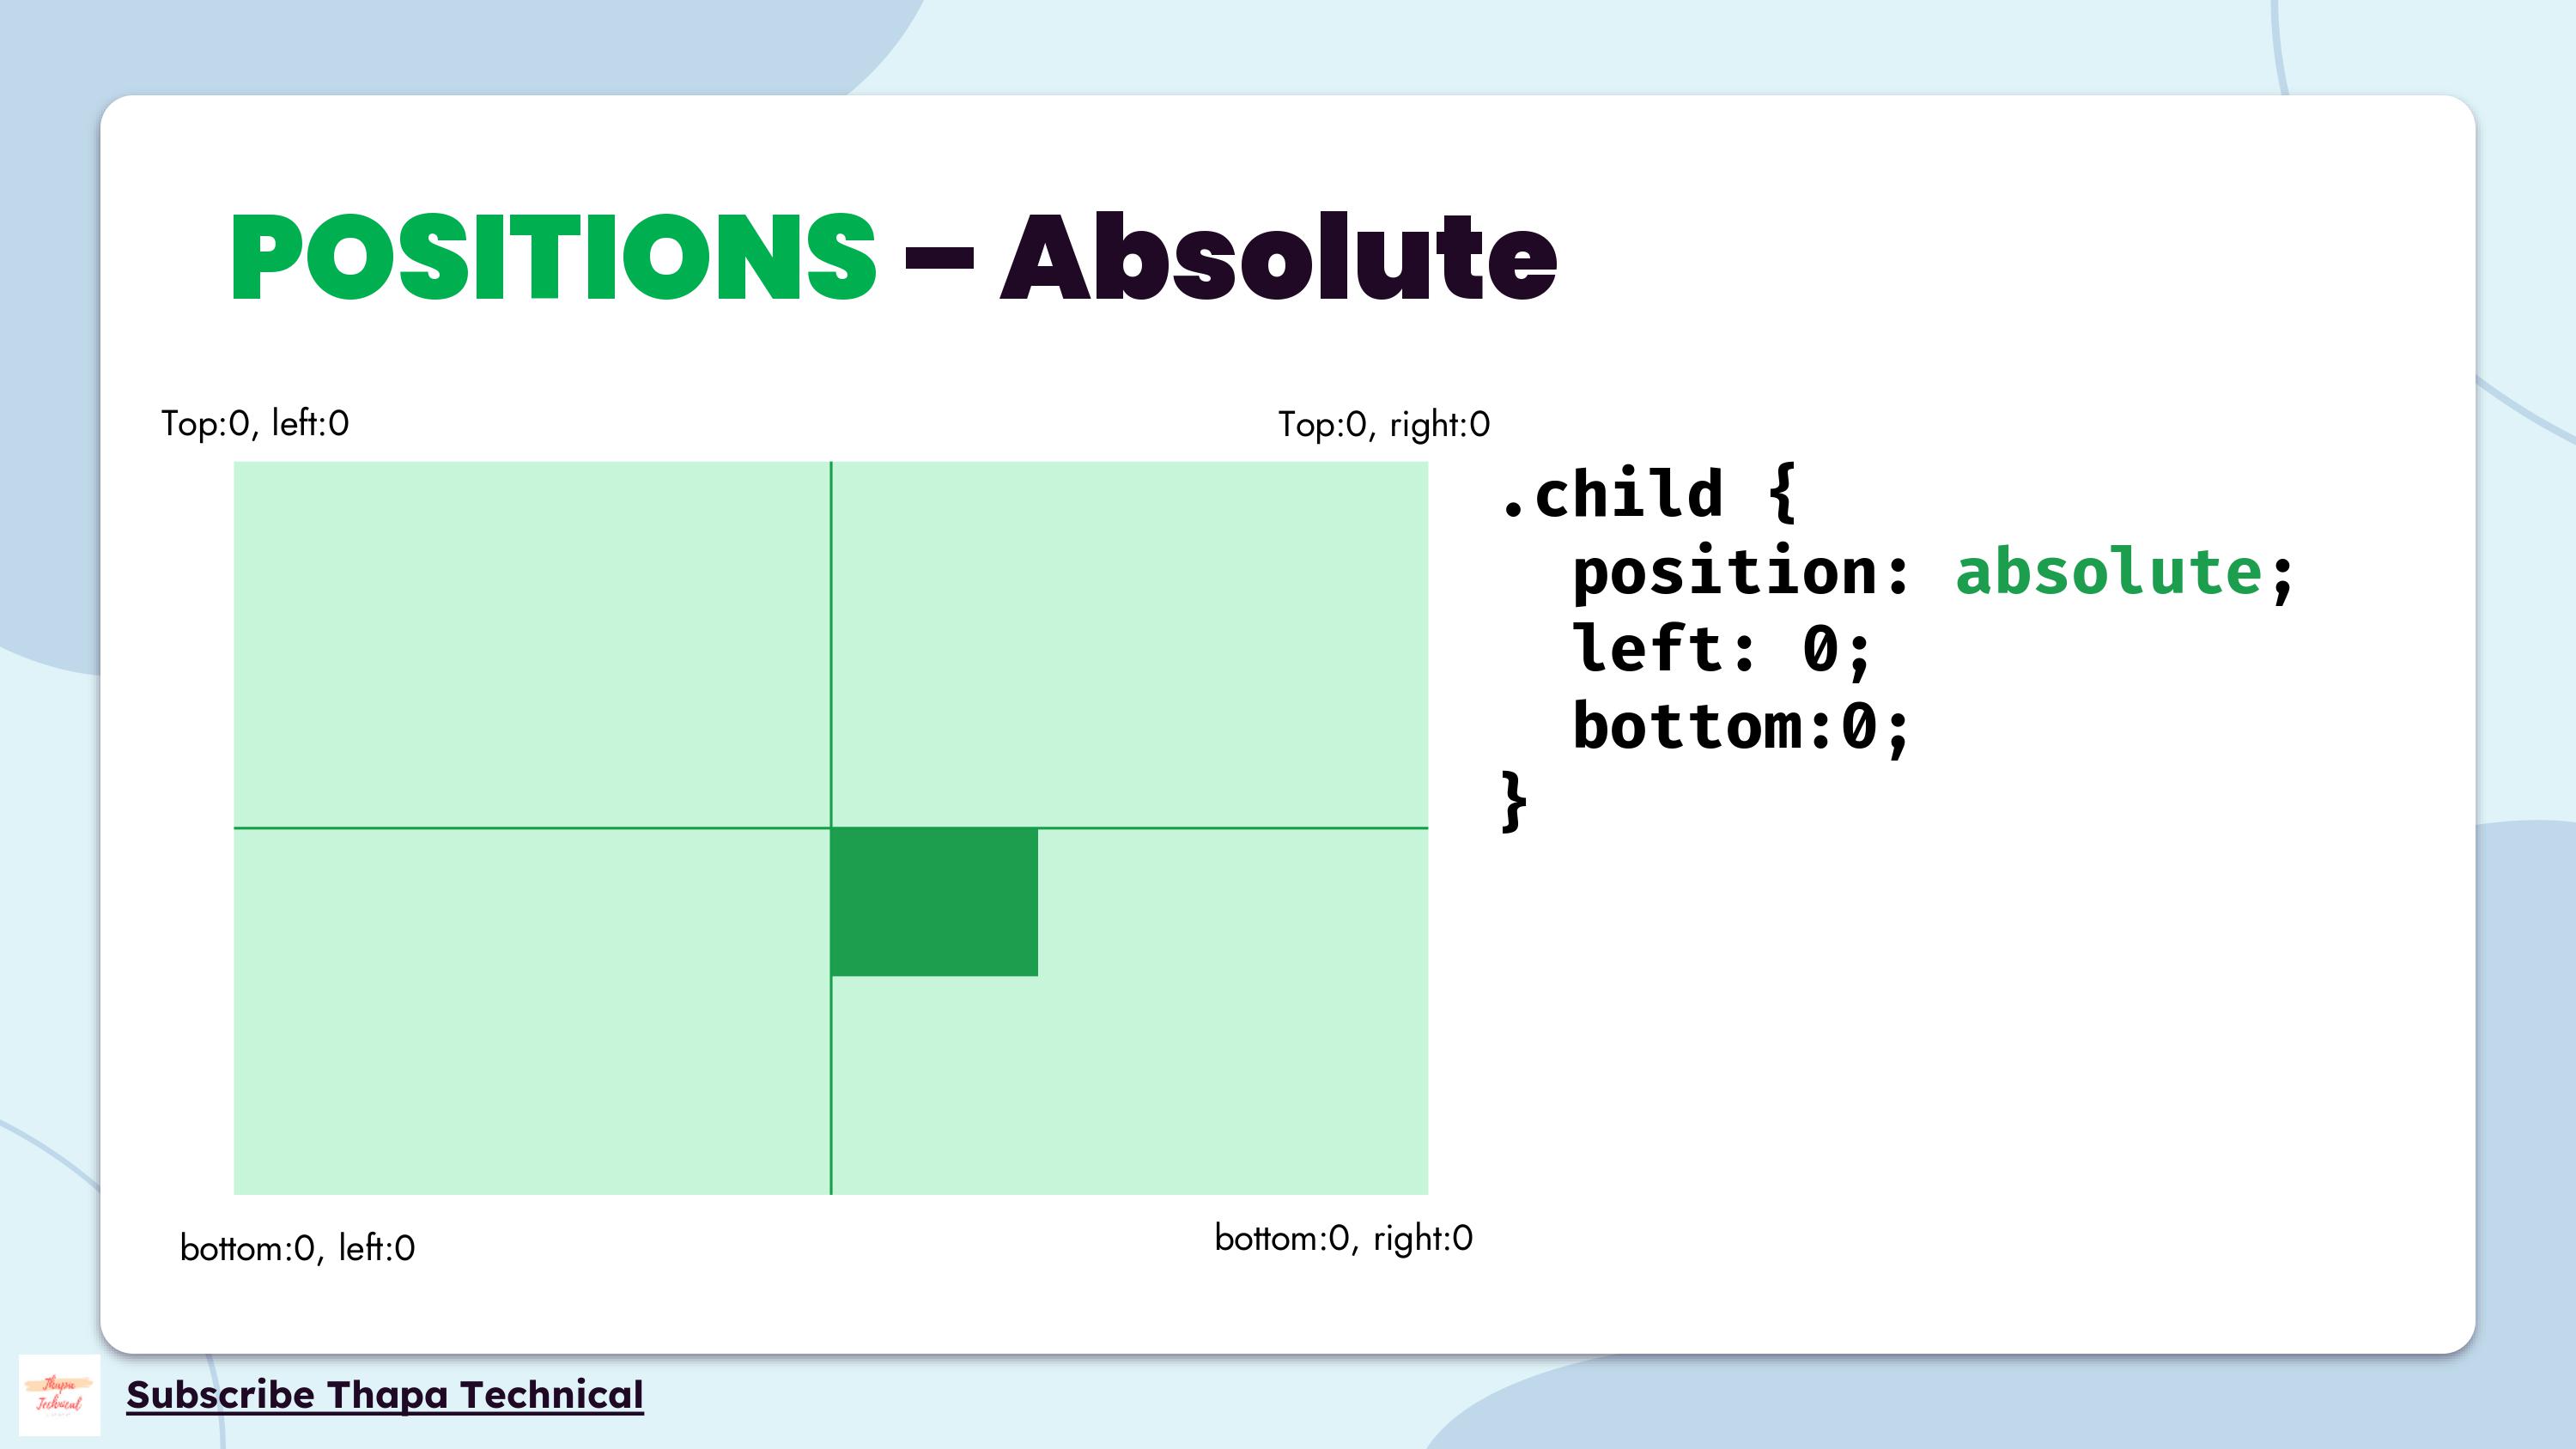 POSITIONS – Absolute
Top:0, left:0
Top:0, right:0
.child {
position: absolute;
left: 0;
bottom:0;
}
bottom:0, left:0
bottom:0, right:0
Thapa
Technical
Subscribe Thapa Technical